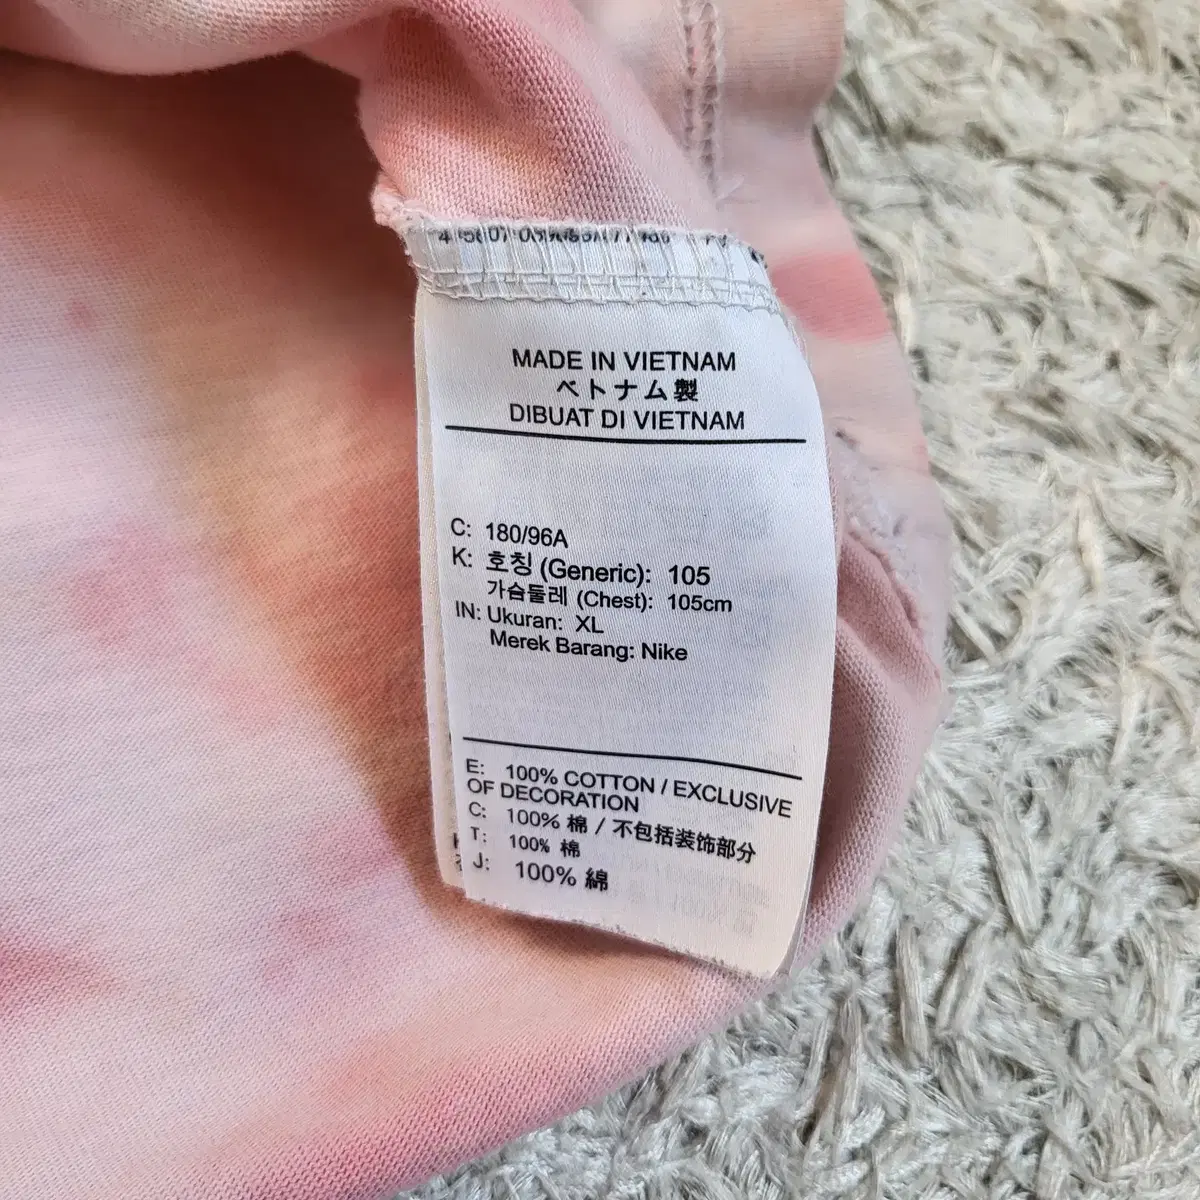 MADE IN VIETNAM
ベトナム製
DIBUAT DI VIETNAM
C: 180/96A
K: 호칭 (Generic): 105
가슴둘레 (Chest): 105cm
IN: Ukuran: XL
Merek Barang: Nike
E: 100% COTTON / EXCLUSIVE
OF DECORATION
C: 100% 棉 / 不包括装饰部分
T: 100% 棉
J: 100% 綿